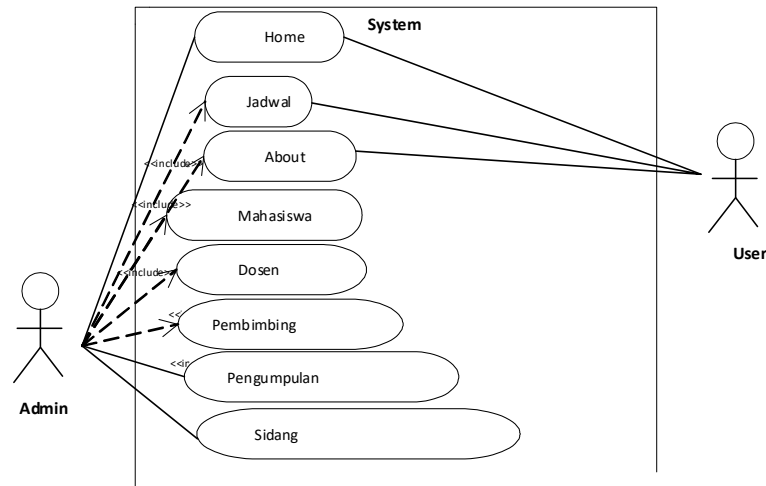 System
Home
Jadwal
<<include>>
About
<<include>>
Mahasiswa
User
<<include>>
Dosen
Pembimbing
Pengumpulan
Admin
Sidang